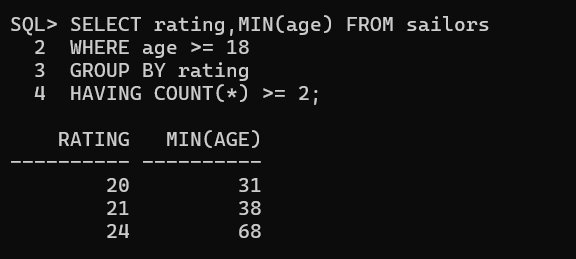 SQL> SELECT rating,MIN(age) FROM sailors
  2  WHERE age >= 18
  3  GROUP BY rating
  4  HAVING COUNT(*) >= 2;
    RATING   MIN(AGE)
---------- ----------
        20         31
        21         38
        24         68